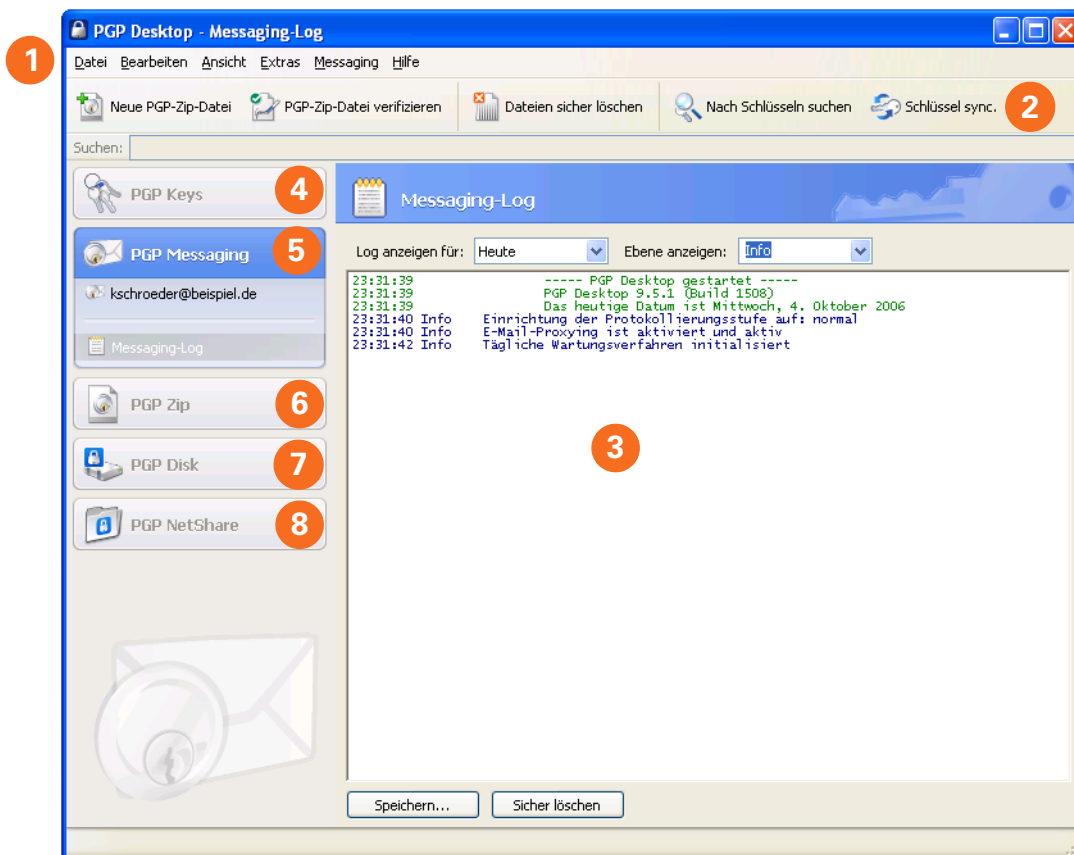 PGP Desktop - Messaging-Log
1
Datei Bearbeiten Ansicht Extras Messaging Hilfe
Neue PGP-Zip-Datei PGP-Zip-Datei verifizieren Dateien sicher löschen Nach Schlüsseln suchen Schlüssel sync. 2
Suchen:
PGP Keys 4
Messaging-Log
PGP Messaging 5
kschroeder@beispiel.de
Messaging-Log
PGP Zip 6
PGP Disk 7
PGP NetShare 8
Log anzeigen für: Heute Ebene anzeigen: Info
23:31:39 ----- PGP Desktop gestartet -----
23:31:39 PGP Desktop 9.5.1 (Build 1508)
23:31:39 Das heutige Datum ist Mittwoch, 4. Oktober 2006
23:31:40 Info Einrichtung der Protokollierungsstufe auf: normal
23:31:40 Info E-Mail-Proxying ist aktiviert und aktiv
23:31:42 Info Tägliche Wartungsverfahren initialisiert
3
Speichern... Sicher löschen